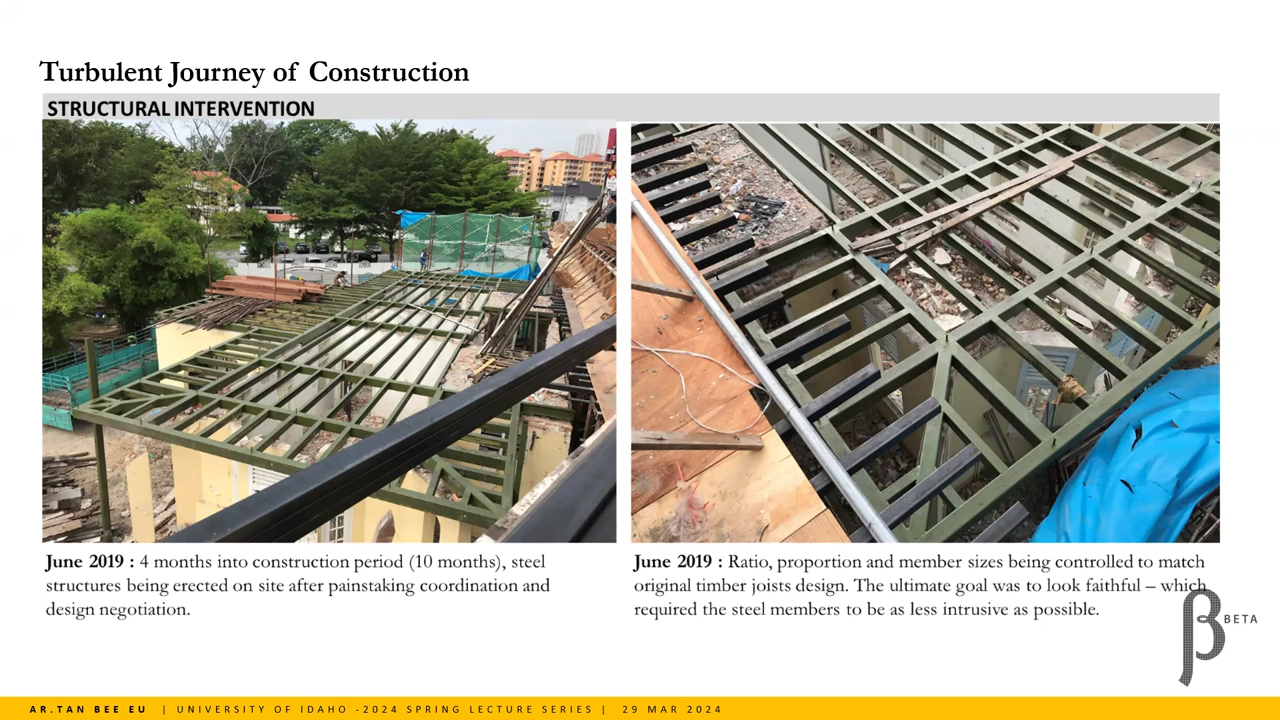 Turbulent Journey of Construction
STRUCTURAL INTERVENTION
June 2019 : 4 months into construction period (10 months), steel
structures being erected on site after painstaking coordination and
design negotiation.
June 2019 : Ratio, proportion and member sizes being controlled to match
original timber joists design. The ultimate goal was to look faithful – which
required the steel members to be as less intrusive as possible.
β BETA
AR.TAN BEE EU | UNIVERSITY OF IDAHO -2024 SPRING LECTURE SERIES | 29 MAR 2024